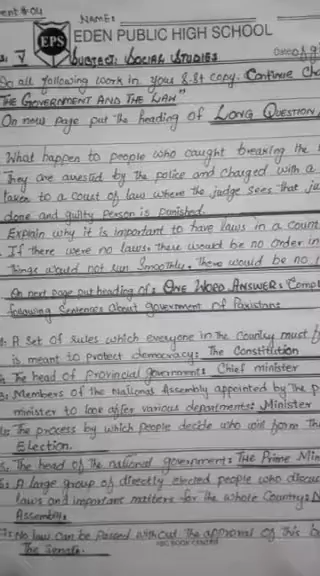 ent # 04
NAME:
EPS EDEN PUBLIC HIGH SCHOOL
: V SUBJECT: SOCIAL STUDIES Date of gi
Do all following work in your S.St copy. Continue Cha
THE GOVERNMENT AND THE LAW"
On new page put the heading of LONG QUESTION
What happen to people who caught breaking the
They are arrested by the police and charged with a
taken to a court of law where the judge sees that ju
done and guilty person is punished.
Explain why it is important to have laws in a count
If there were no laws, there would be no order in
things would not run smoothly. There would be no
On next page put heading of: ONE WORD ANSWER: Comp
following sentences about government of Pakistan:
A set of rules which everyone in the country must
is meant to protect democracy: The Constitution
The head of Provincial government: Chief minister
3: Members of the National Assembly appointed by the p
minister to look after various departments: Minister
The process by which people decide who will form th
Election.
5, The head of the national government: The Prime Min
6: A large group of directly elected people who discu
laws and important matters for the whole Country: N
Assembly.
7: No law can be passed without the approval of this b
The Senate.